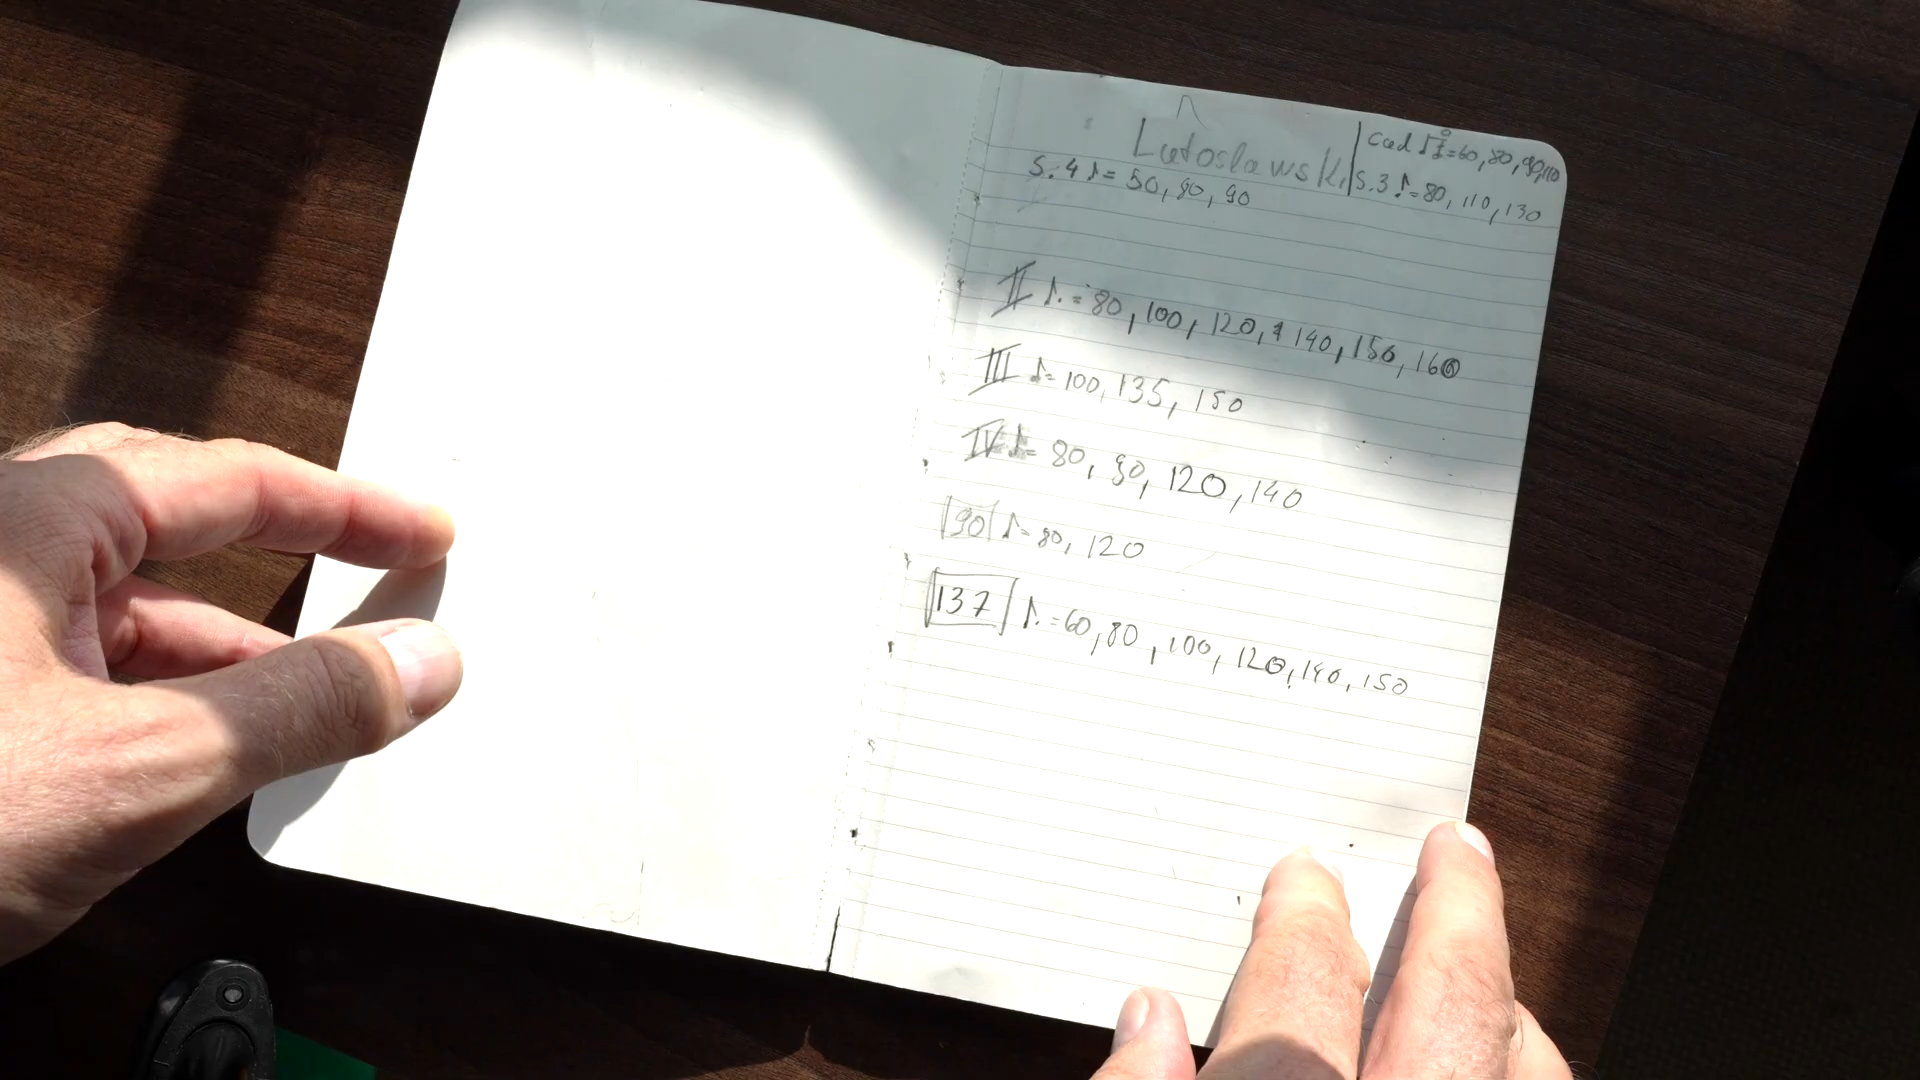 Lutoslawski
Cad ♪ = 60, 80, 90, 110
S. 4 ♪ = 50, 80, 90
S. 3 ♪. = 80, 110, 130
II ♪. = 80, 100, 120, 140, 150, 160
III ♪ = 100, 135, 150
IV ♪ = 80, 90, 120, 140
90 ♪ = 80, 120
137 ♪. = 60, 80, 100, 120, 140, 150